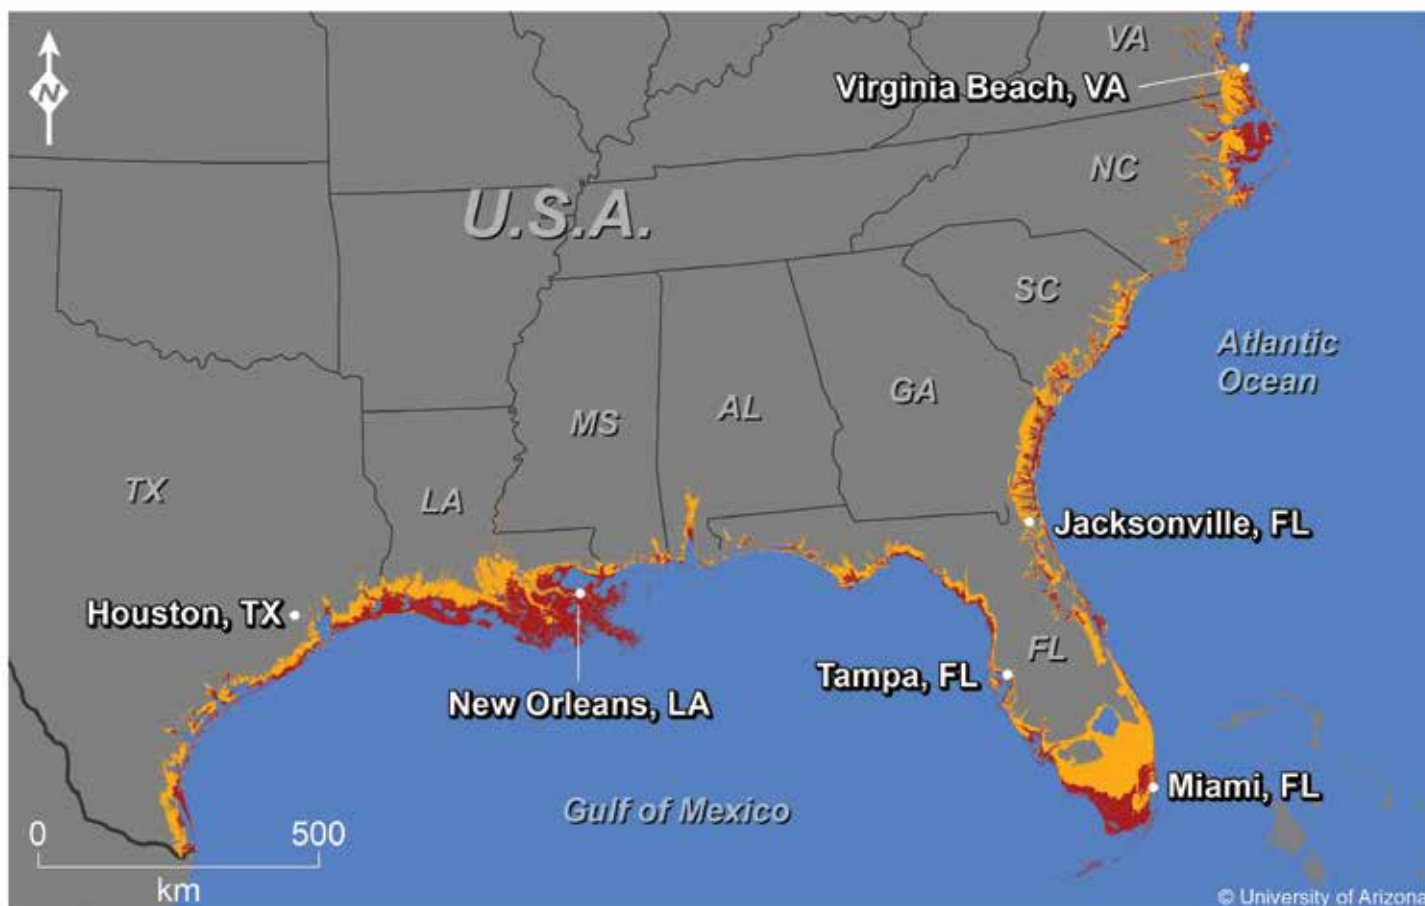 N
VA
Virginia Beach, VA
NC
U.S.A.
SC
Atlantic
Ocean
GA
AL
MS
TX
LA
Jacksonville, FL
Houston, TX
FL
Tampa, FL
New Orleans, LA
Miami, FL
Gulf of Mexico
0 500
km
© University of Arizona